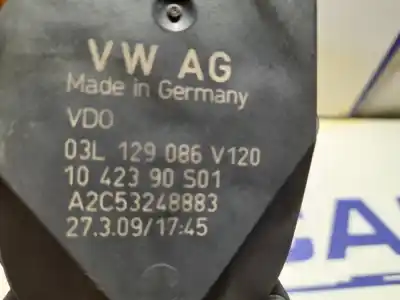 VW AG
Made in Germany
VDO
03L 129 086 V120
10 423 90 S01
A2C53248883
27.3.09/17:45